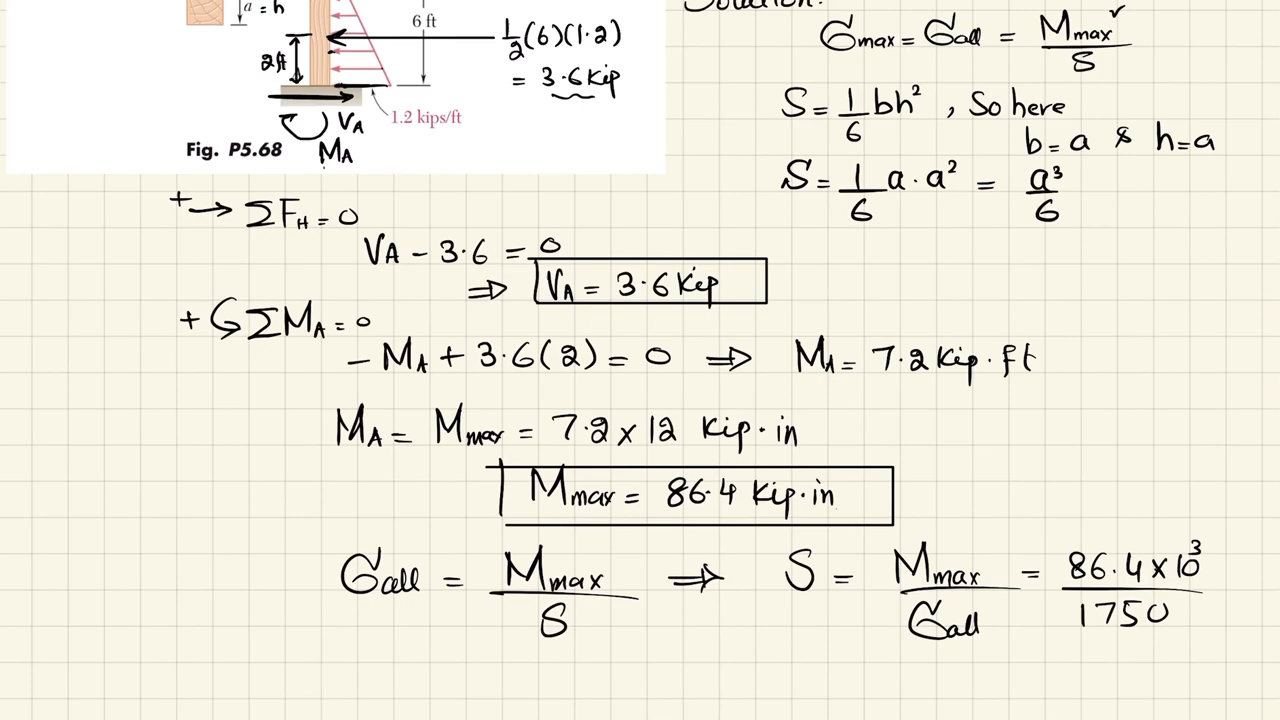 a = h
6 ft
1/2 (6)(1.2)
= 3.6 Kip
2ft
1.2 kips/ft
VA
MA
Fig. P5.68
σmax = σall = Mmax / S
S = 1/6 bh², So here
b = a & h = a
S = 1/6 a · a² = a³/6
+→ ΣFH = 0
VA − 3.6 = 0
⇒ VA = 3.6 Kip
+ ↺ ΣMA = 0
− MA + 3.6(2) = 0 ⇒ MA = 7.2 Kip · ft
MA = Mmax = 7.2 × 12 Kip · in
Mmax = 86.4 Kip · in
σall = Mmax / S ⇒ S = Mmax / σall = 86.4 × 10³ / 1750